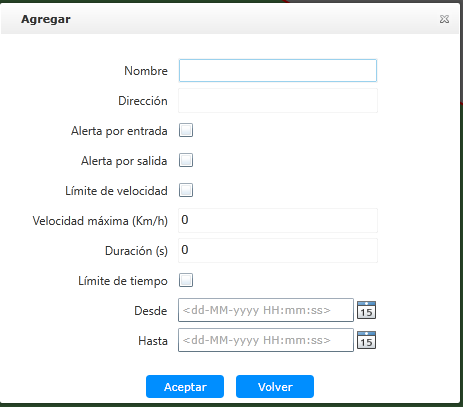 Agregar
Nombre
Dirección
Alerta por entrada
Alerta por salida
Límite de velocidad
Velocidad máxima (Km/h) 0
Duración (s) 0
Límite de tiempo
Desde <dd-MM-yyyy HH:mm:ss> 15
Hasta <dd-MM-yyyy HH:mm:ss> 15
Aceptar Volver